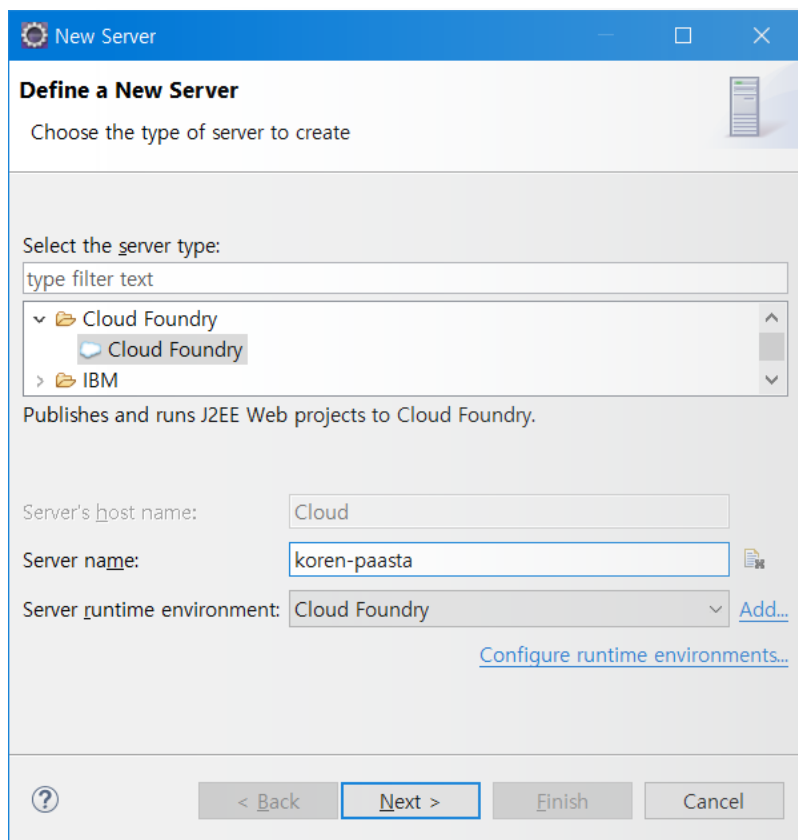 New Server
Define a New Server
Choose the type of server to create
Select the server type:
type filter text
Cloud Foundry
Cloud Foundry
IBM
Publishes and runs J2EE Web projects to Cloud Foundry.
Server's host name: Cloud
Server name: koren-paasta
Server runtime environment: Cloud Foundry Add...
Configure runtime environments...
? < Back Next > Finish Cancel